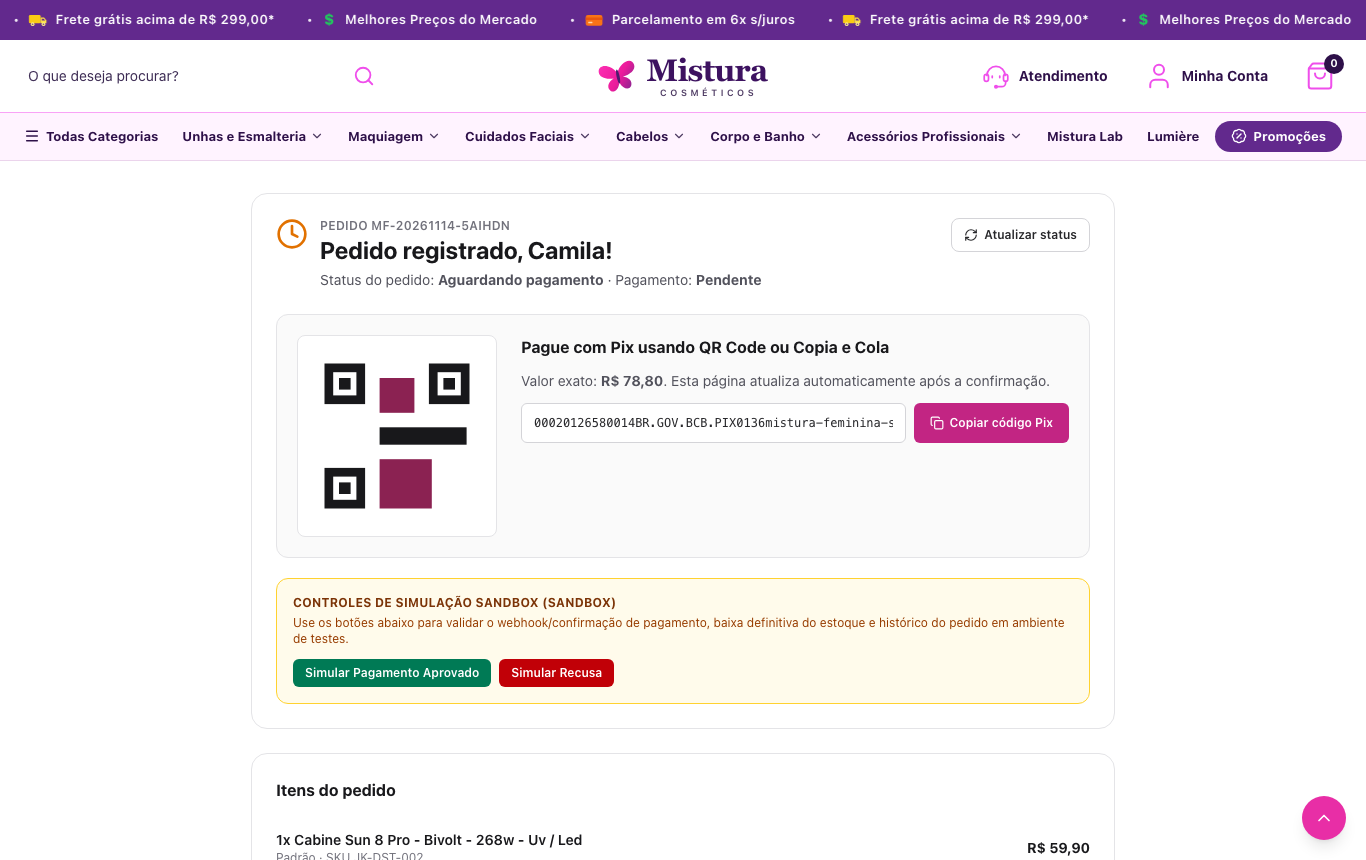 Frete grátis acima de R$ 299,00* • Melhores Preços do Mercado • Parcelamento em 6x s/juros • Frete grátis acima de R$ 299,00* • Melhores Preços do Mercado
O que deseja procurar?
Mistura
COSMÉTICOS
Atendimento
Minha Conta
0
Todas Categorias
Unhas e Esmalteria
Maquiagem
Cuidados Faciais
Cabelos
Corpo e Banho
Acessórios Profissionais
Mistura Lab
Lumière
Promoções
PEDIDO MF-20261114-5AIHDN
Pedido registrado, Camila!
Status do pedido: Aguardando pagamento · Pagamento: Pendente
Atualizar status
Pague com Pix usando QR Code ou Copia e Cola
Valor exato: R$ 78,80. Esta página atualiza automaticamente após a confirmação.
00020126580014BR.GOV.BCB.PIX0136mistura-feminina-s
Copiar código Pix
CONTROLES DE SIMULAÇÃO SANDBOX (SANDBOX)
Use os botões abaixo para validar o webhook/confirmação de pagamento, baixa definitiva do estoque e histórico do pedido em ambiente
de testes.
Simular Pagamento Aprovado
Simular Recusa
Itens do pedido
1x Cabine Sun 8 Pro - Bivolt - 268w - Uv / Led
Padrão · SKU JK-DST-002
R$ 59,90